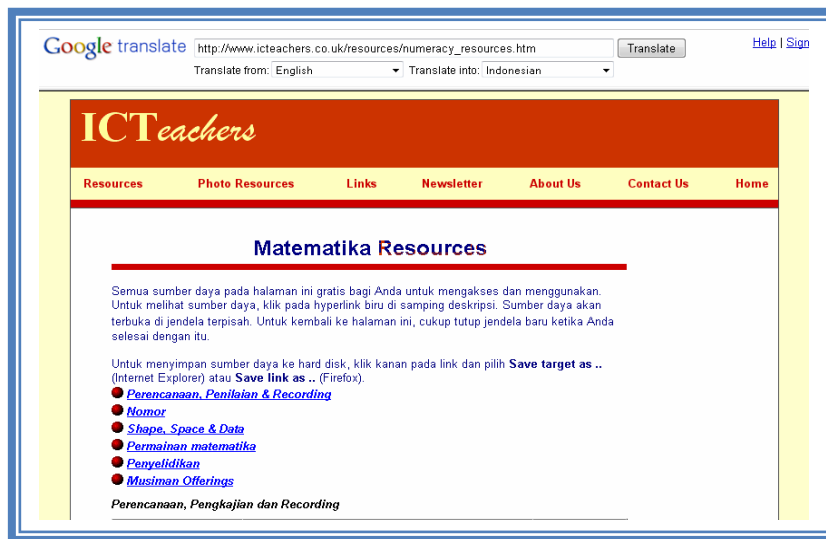 Google translate http://www.icteachers.co.uk/resources/numeracy_resources.htm Translate Help | Sign
Translate from: English Translate into: Indonesian
ICTeachers
Resources Photo Resources Links Newsletter About Us Contact Us Home
Matematika Resources
Semua sumber daya pada halaman ini gratis bagi Anda untuk mengakses dan menggunakan.
Untuk melihat sumber daya, klik pada hyperlink biru di samping deskripsi. Sumber daya akan
terbuka di jendela terpisah. Untuk kembali ke halaman ini, cukup tutup jendela baru ketika Anda
selesai dengan itu.
Untuk menyimpan sumber daya ke hard disk, klik kanan pada link dan pilih Save target as ..
(Internet Explorer) atau Save link as .. (Firefox).
Perencanaan, Penilaian & Recording
Nomor
Shape, Space & Data
Permainan matematika
Penyelidikan
Musiman Offerings
Perencanaan, Pengkajian dan Recording